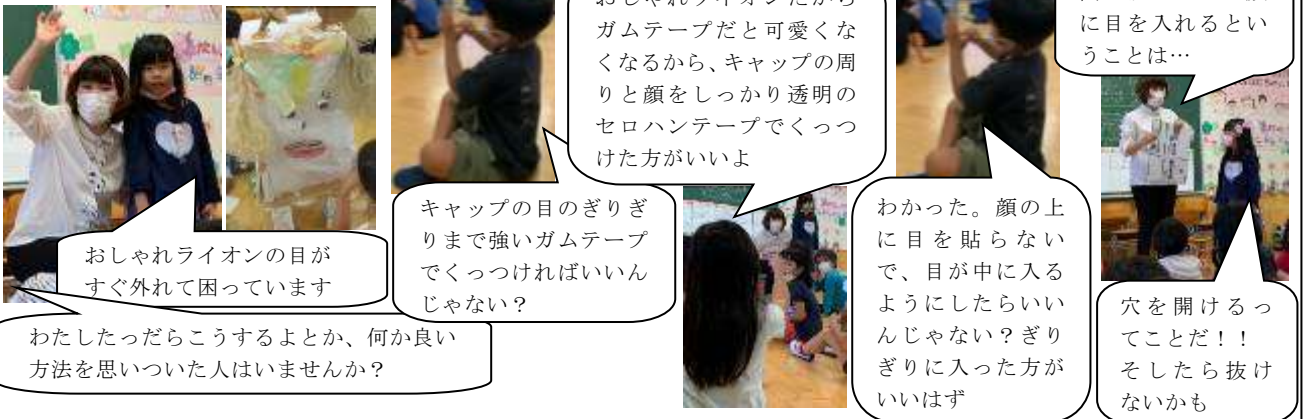 おしゃれライオンの目が
すぐ外れて困っています
わたしたっだらこうするよとか、何か良い
方法を思いついた人はいませんか？
キャップの目のぎりぎ
りまで強いガムテープ
でくっつければいいん
じゃない？
おしゃれライオンだから
ガムテープだと可愛くな
くなるから、キャップの周
りと顔をしっかり透明の
セロハンテープでくっつ
けた方がいいよ
わかった。顔の上
に目を貼らない
で、目が中に入る
ようにしたらいい
んじゃない？ぎり
ぎりに入った方が
いいはず
に目を入れるとい
うことは…
穴を開けるっ
てことだ！！
そしたら抜け
ないかも